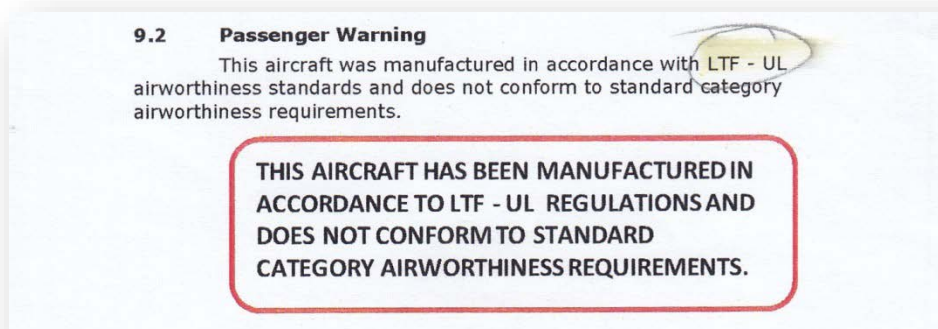 9.2 Passenger Warning
This aircraft was manufactured in accordance with LTF - UL
airworthiness standards and does not conform to standard category
airworthiness requirements.
THIS AIRCRAFT HAS BEEN MANUFACTURED IN
ACCORDANCE TO LTF - UL REGULATIONS AND
DOES NOT CONFORM TO STANDARD
CATEGORY AIRWORTHINESS REQUIREMENTS.